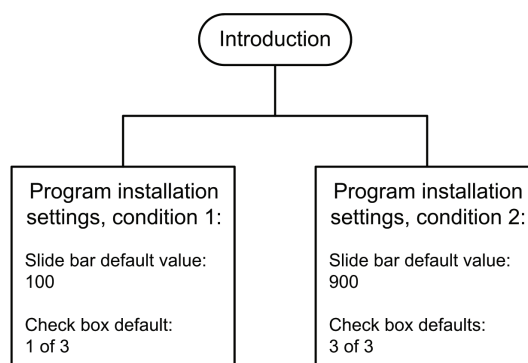 Introduction
Program installation
settings, condition 1:
Slide bar default value:
100
Check box default:
1 of 3
Program installation
settings, condition 2:
Slide bar default value:
900
Check box defaults:
3 of 3